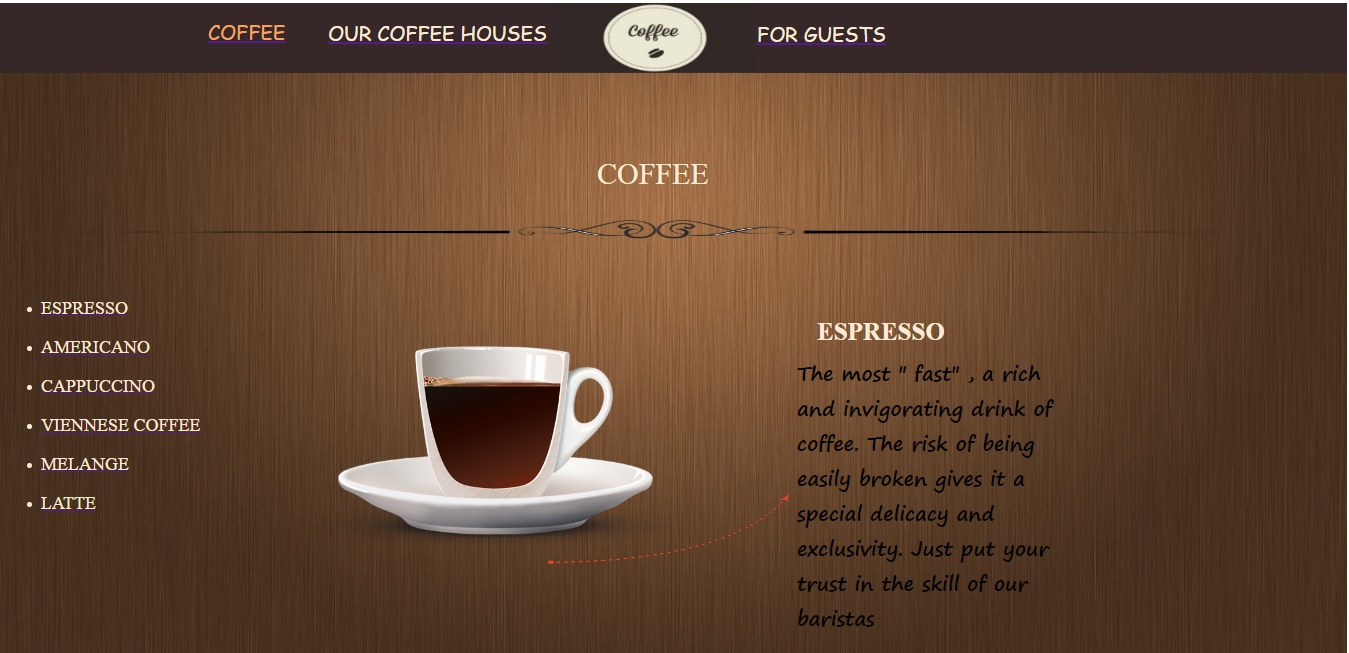 COFFEE
OUR COFFEE HOUSES
Coffee
FOR GUESTS
COFFEE
ESPRESSO
AMERICANO
CAPPUCCINO
VIENNESE COFFEE
MELANGE
LATTE
ESPRESSO
The most " fast" , a rich
and invigorating drink of
coffee. The risk of being
easily broken gives it a
special delicacy and
exclusivity. Just put your
trust in the skill of our
baristas